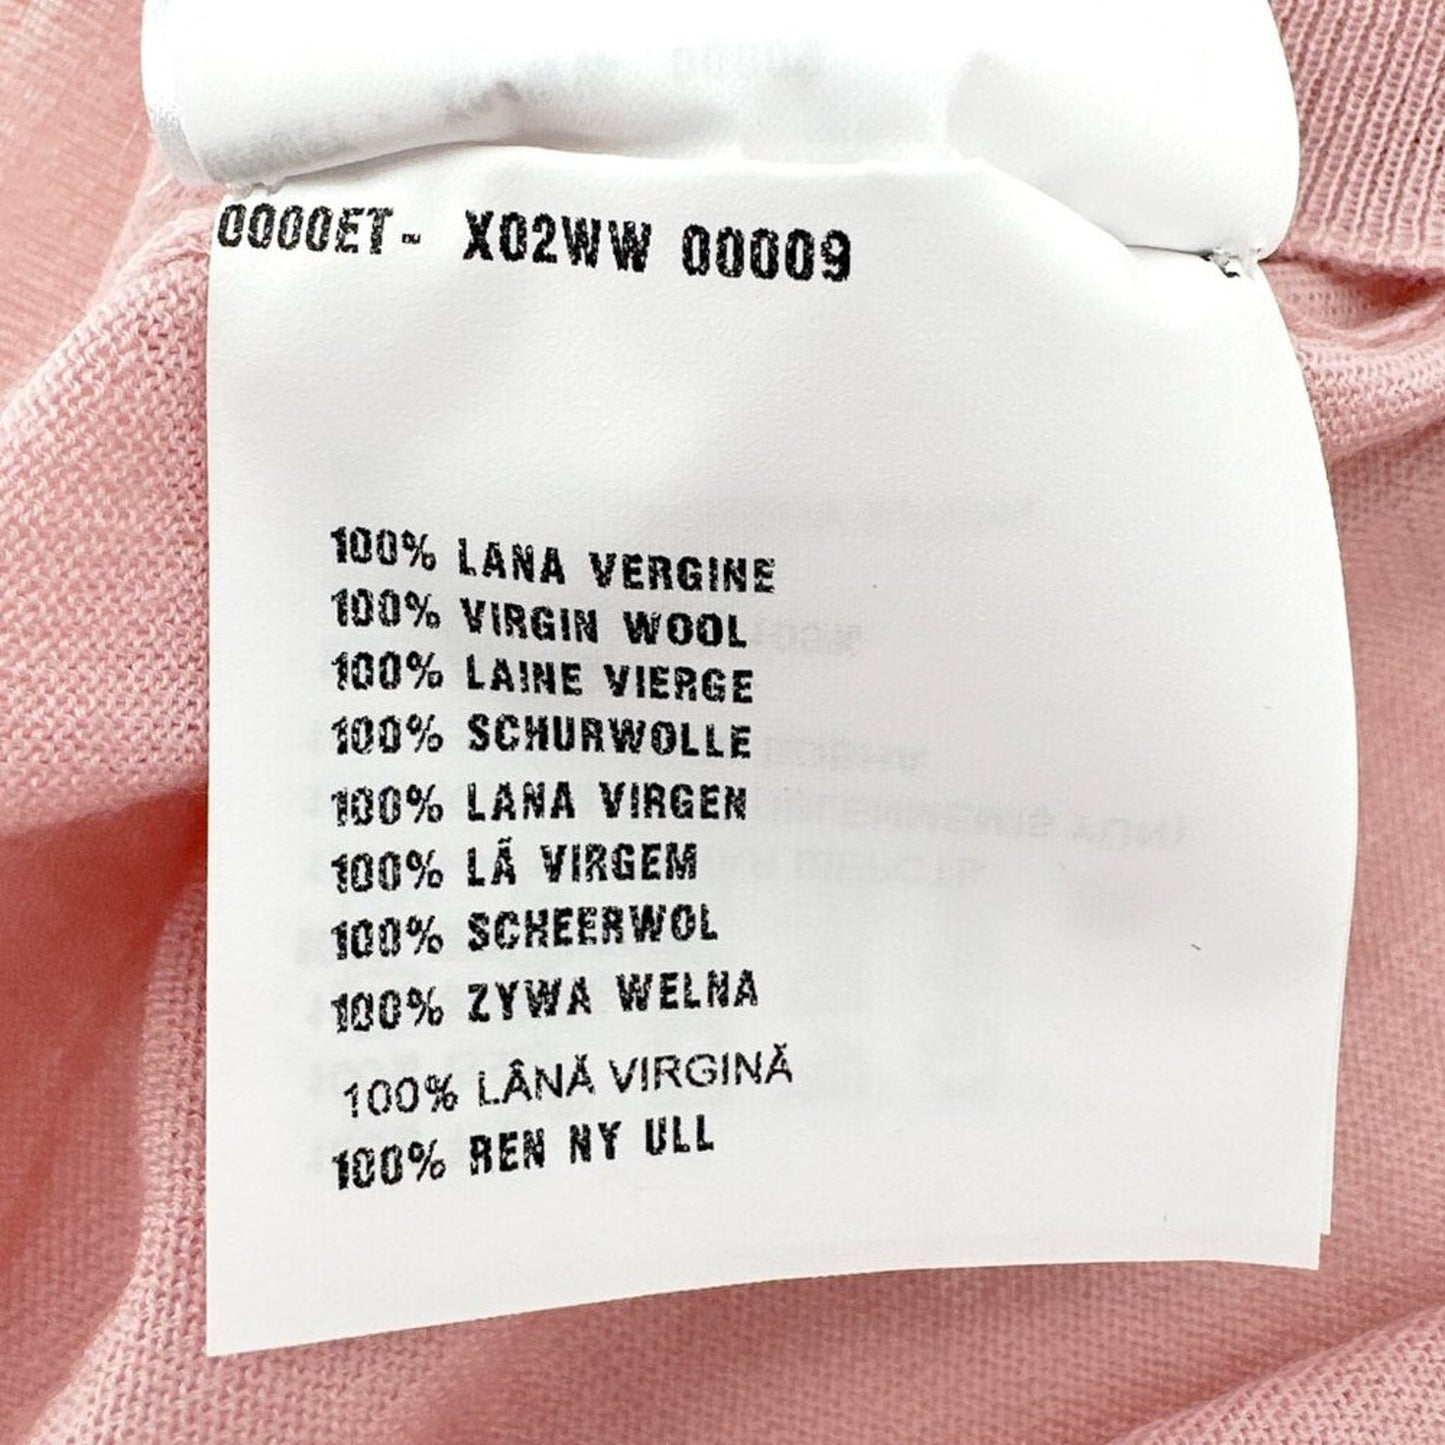 0000ET- X02WW 00009
100% LANA VERGINE
100% VIRGIN WOOL
100% LAINE VIERGE
100% SCHURWOLLE
100% LANA VIRGEN
100% LÃ VIRGEM
100% SCHEERWOL
100% ZYWA WELNA
100% LÂNĂ VIRGINĂ
100% REN NY ULL